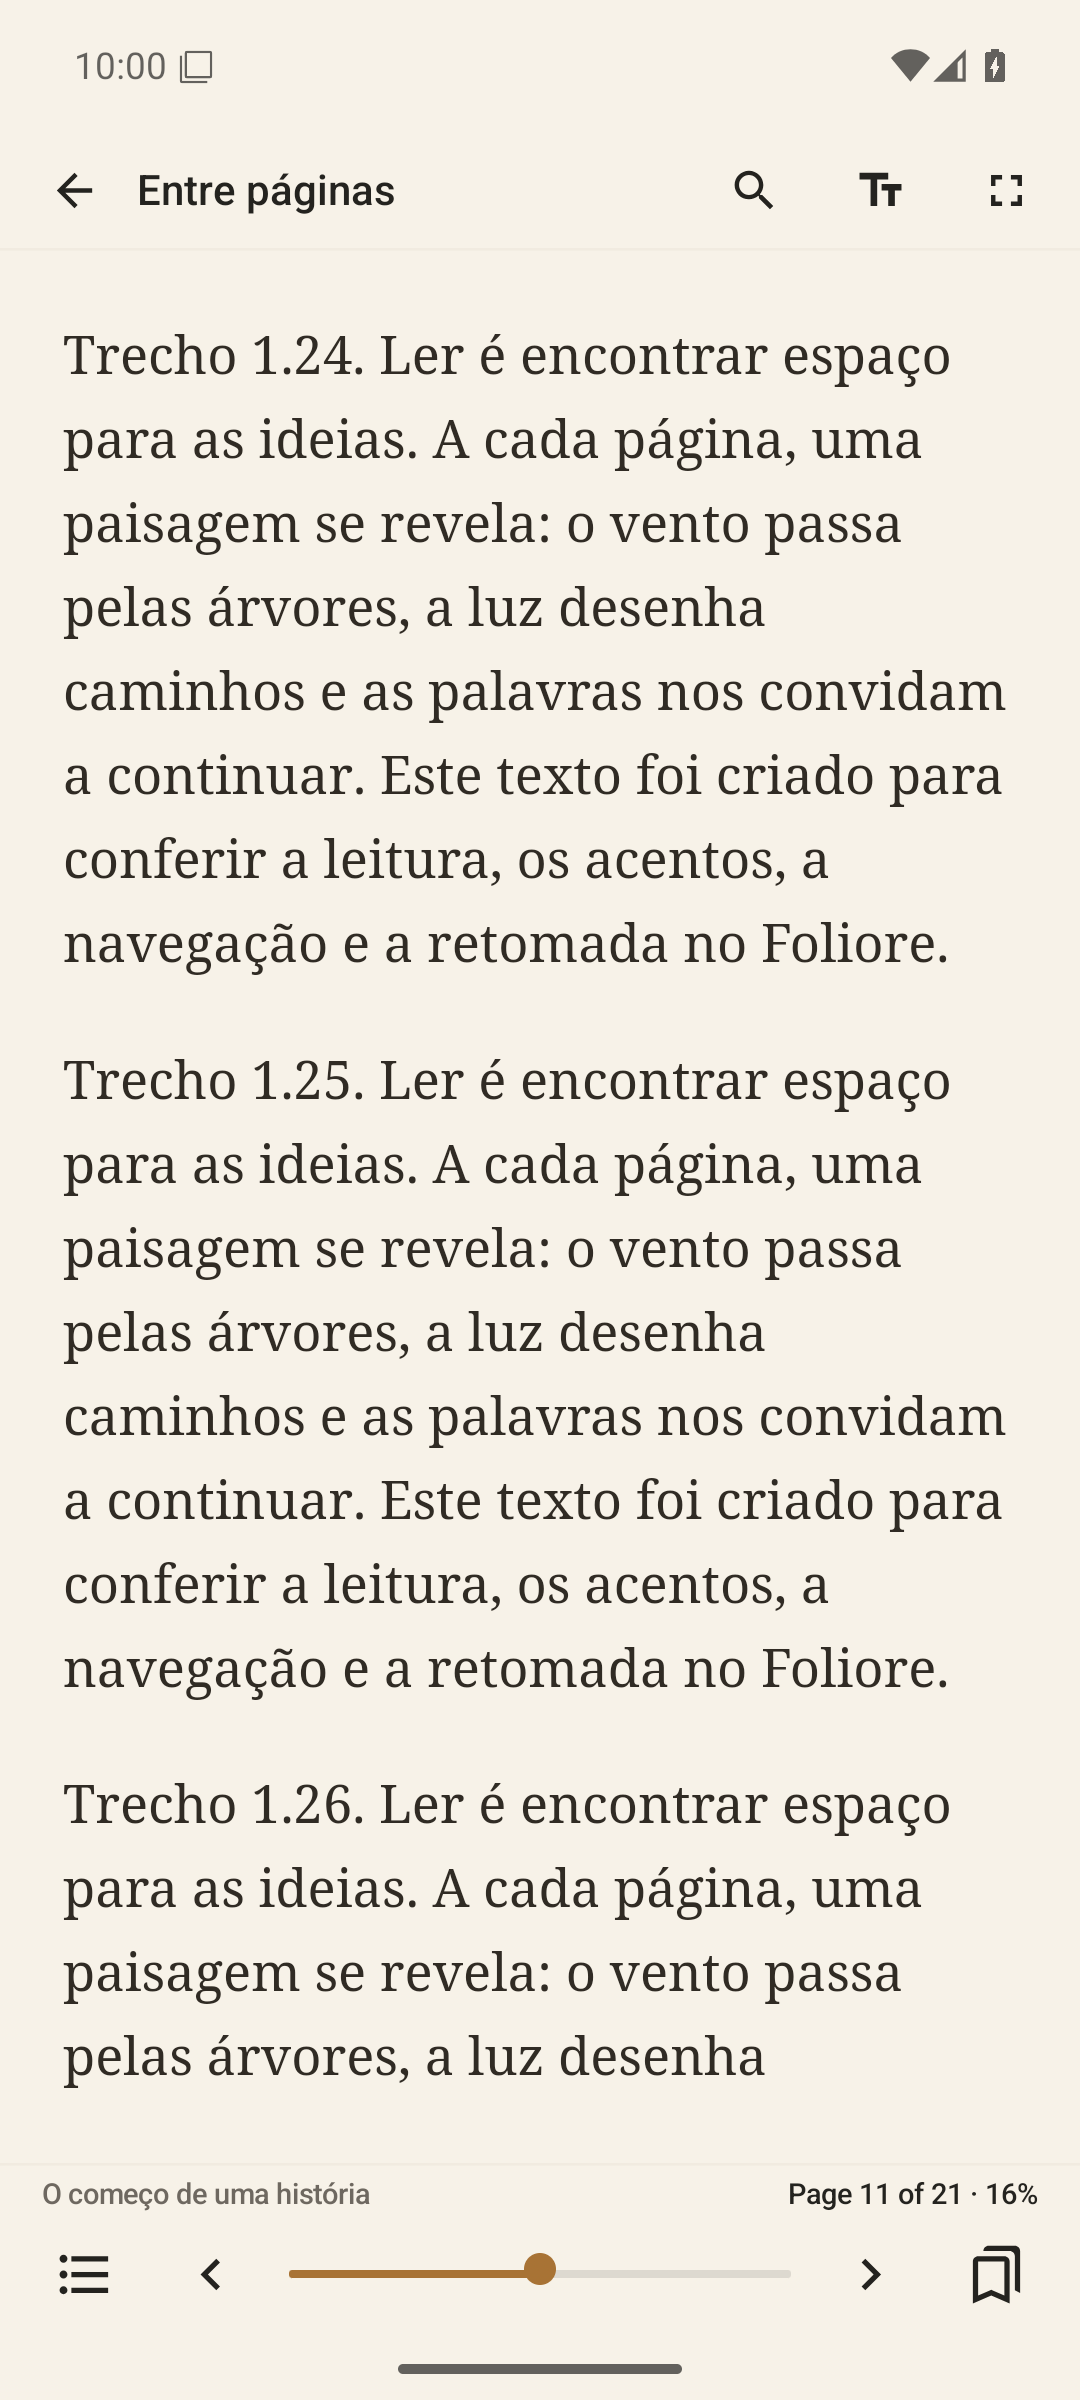 10:00
Entre páginas
Trecho 1.24. Ler é encontrar espaço
para as ideias. A cada página, uma
paisagem se revela: o vento passa
pelas árvores, a luz desenha
caminhos e as palavras nos convidam
a continuar. Este texto foi criado para
conferir a leitura, os acentos, a
navegação e a retomada no Foliore.
Trecho 1.25. Ler é encontrar espaço
para as ideias. A cada página, uma
paisagem se revela: o vento passa
pelas árvores, a luz desenha
caminhos e as palavras nos convidam
a continuar. Este texto foi criado para
conferir a leitura, os acentos, a
navegação e a retomada no Foliore.
Trecho 1.26. Ler é encontrar espaço
para as ideias. A cada página, uma
paisagem se revela: o vento passa
pelas árvores, a luz desenha
O começo de uma história
Page 11 of 21 · 16%